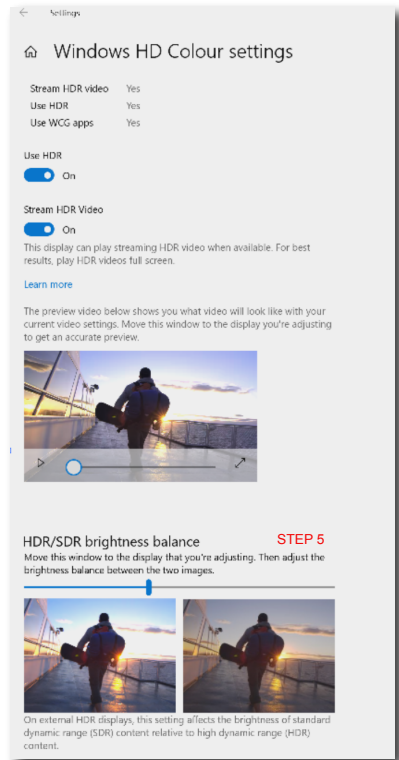 Settings
Windows HD Colour settings
Stream HDR video Yes
Use HDR Yes
Use WCG apps Yes
Use HDR
On
Stream HDR Video
On
This display can play streaming HDR video when available. For best
results, play HDR videos full screen.
Learn more
The preview video below shows you what video will look like with your
current video settings. Move this window to the display you're adjusting
to get an accurate preview.
HDR/SDR brightness balance STEP 5
Move this window to the display that you're adjusting. Then adjust the
brightness balance between the two images.
On external HDR displays, this setting affects the brightness of standard
dynamic range (SDR) content relative to high dynamic range (HDR)
content.